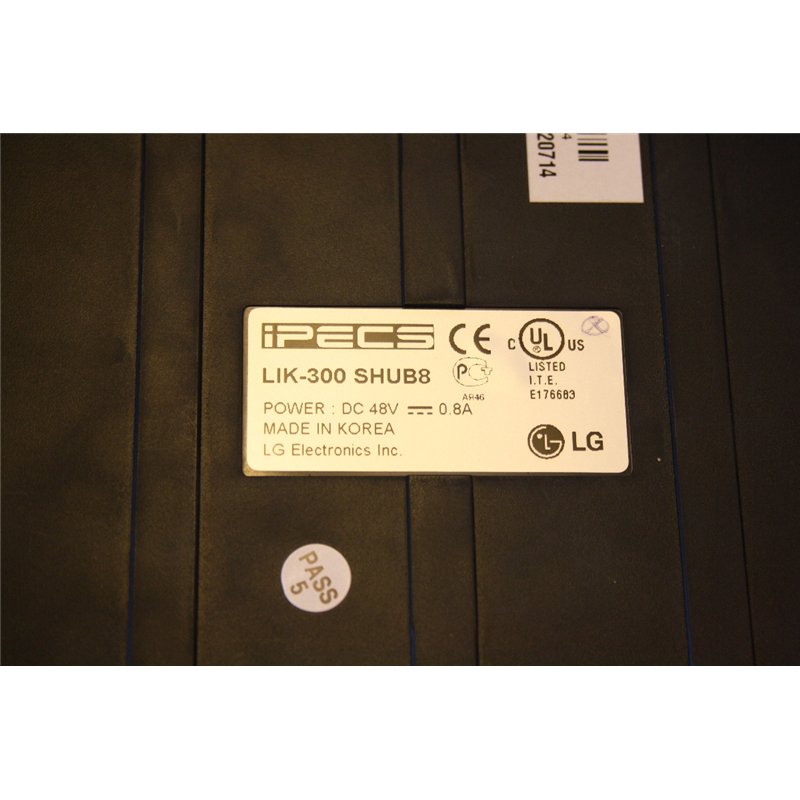 4
20714
iPECS CE
C UL US
LIK-300 SHUB8
LISTED
I.T.E.
E176683
AR46
POWER : DC 48V 0.8A
MADE IN KOREA
LG Electronics Inc.
LG
PASS
5